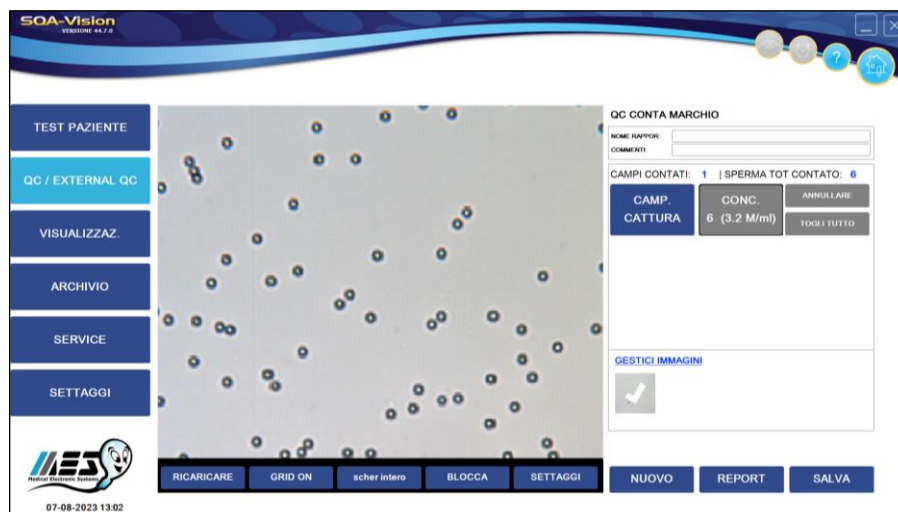 SQA-Vision
VERSIONE 44.7.0
?
TEST PAZIENTE
QC / EXTERNAL QC
VISUALIZZAZ.
ARCHIVIO
SERVICE
SETTAGGI
MES
Medical Electronic Systems
07-08-2023 13:02
RICARICARE
GRID ON
scher intero
BLOCCA
SETTAGGI
QC CONTA MARCHIO
NOME RAPPOR:
COMMENTI:
CAMPI CONTATI: 1 | SPERMA TOT CONTATO: 6
CAMP. CATTURA
CONC. 6 (3.2 M/ml)
ANNULLARE
TOGLI TUTTO
GESTICI IMMAGINI
NUOVO
REPORT
SALVA